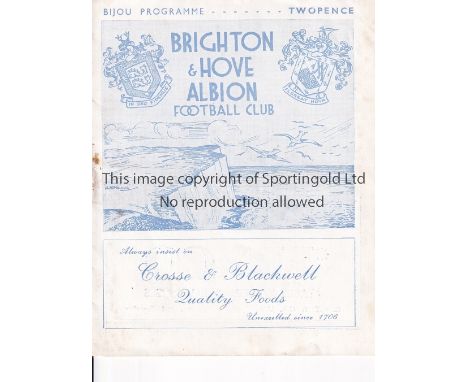 BIJOU PROGRAMME - - - - - - - TWOPENCE
BRIGHTON
& HOVE
ALBION
FOOTBALL CLUB
This image copyright of Sportingold Ltd
No reproduction allowed
Always insist on
Crosse & Blackwell
Quality Foods
Unexcelled since 1706